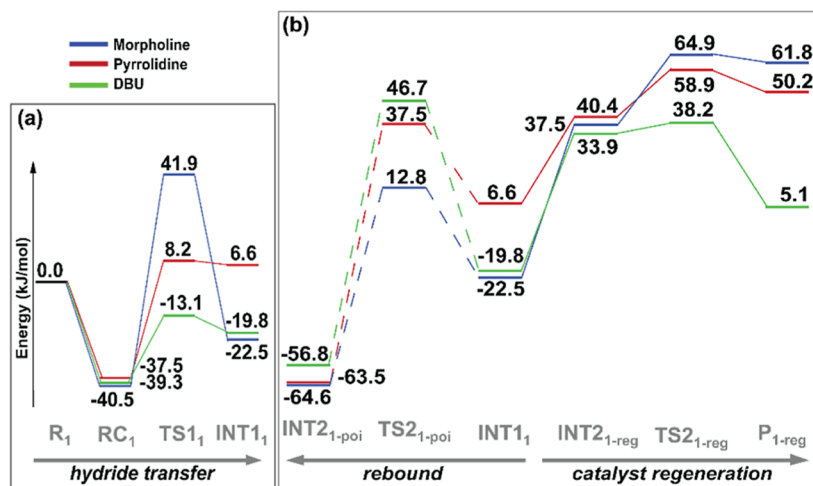 Morpholine
Pyrrolidine
DBU
(a)
Energy (kJ/mol)
0.0
41.9
8.2
6.6
-13.1
-19.8
-22.5
-37.5
-39.3
-40.5
R1
RC1
TS11
INT11
hydride transfer
(b)
46.7
37.5
12.8
6.6
-19.8
-22.5
-56.8
-63.5
-64.6
37.5
40.4
33.9
64.9
58.9
38.2
61.8
50.2
5.1
INT21-poi
TS21-poi
INT11
INT21-reg
TS21-reg
P1-reg
rebound
catalyst regeneration